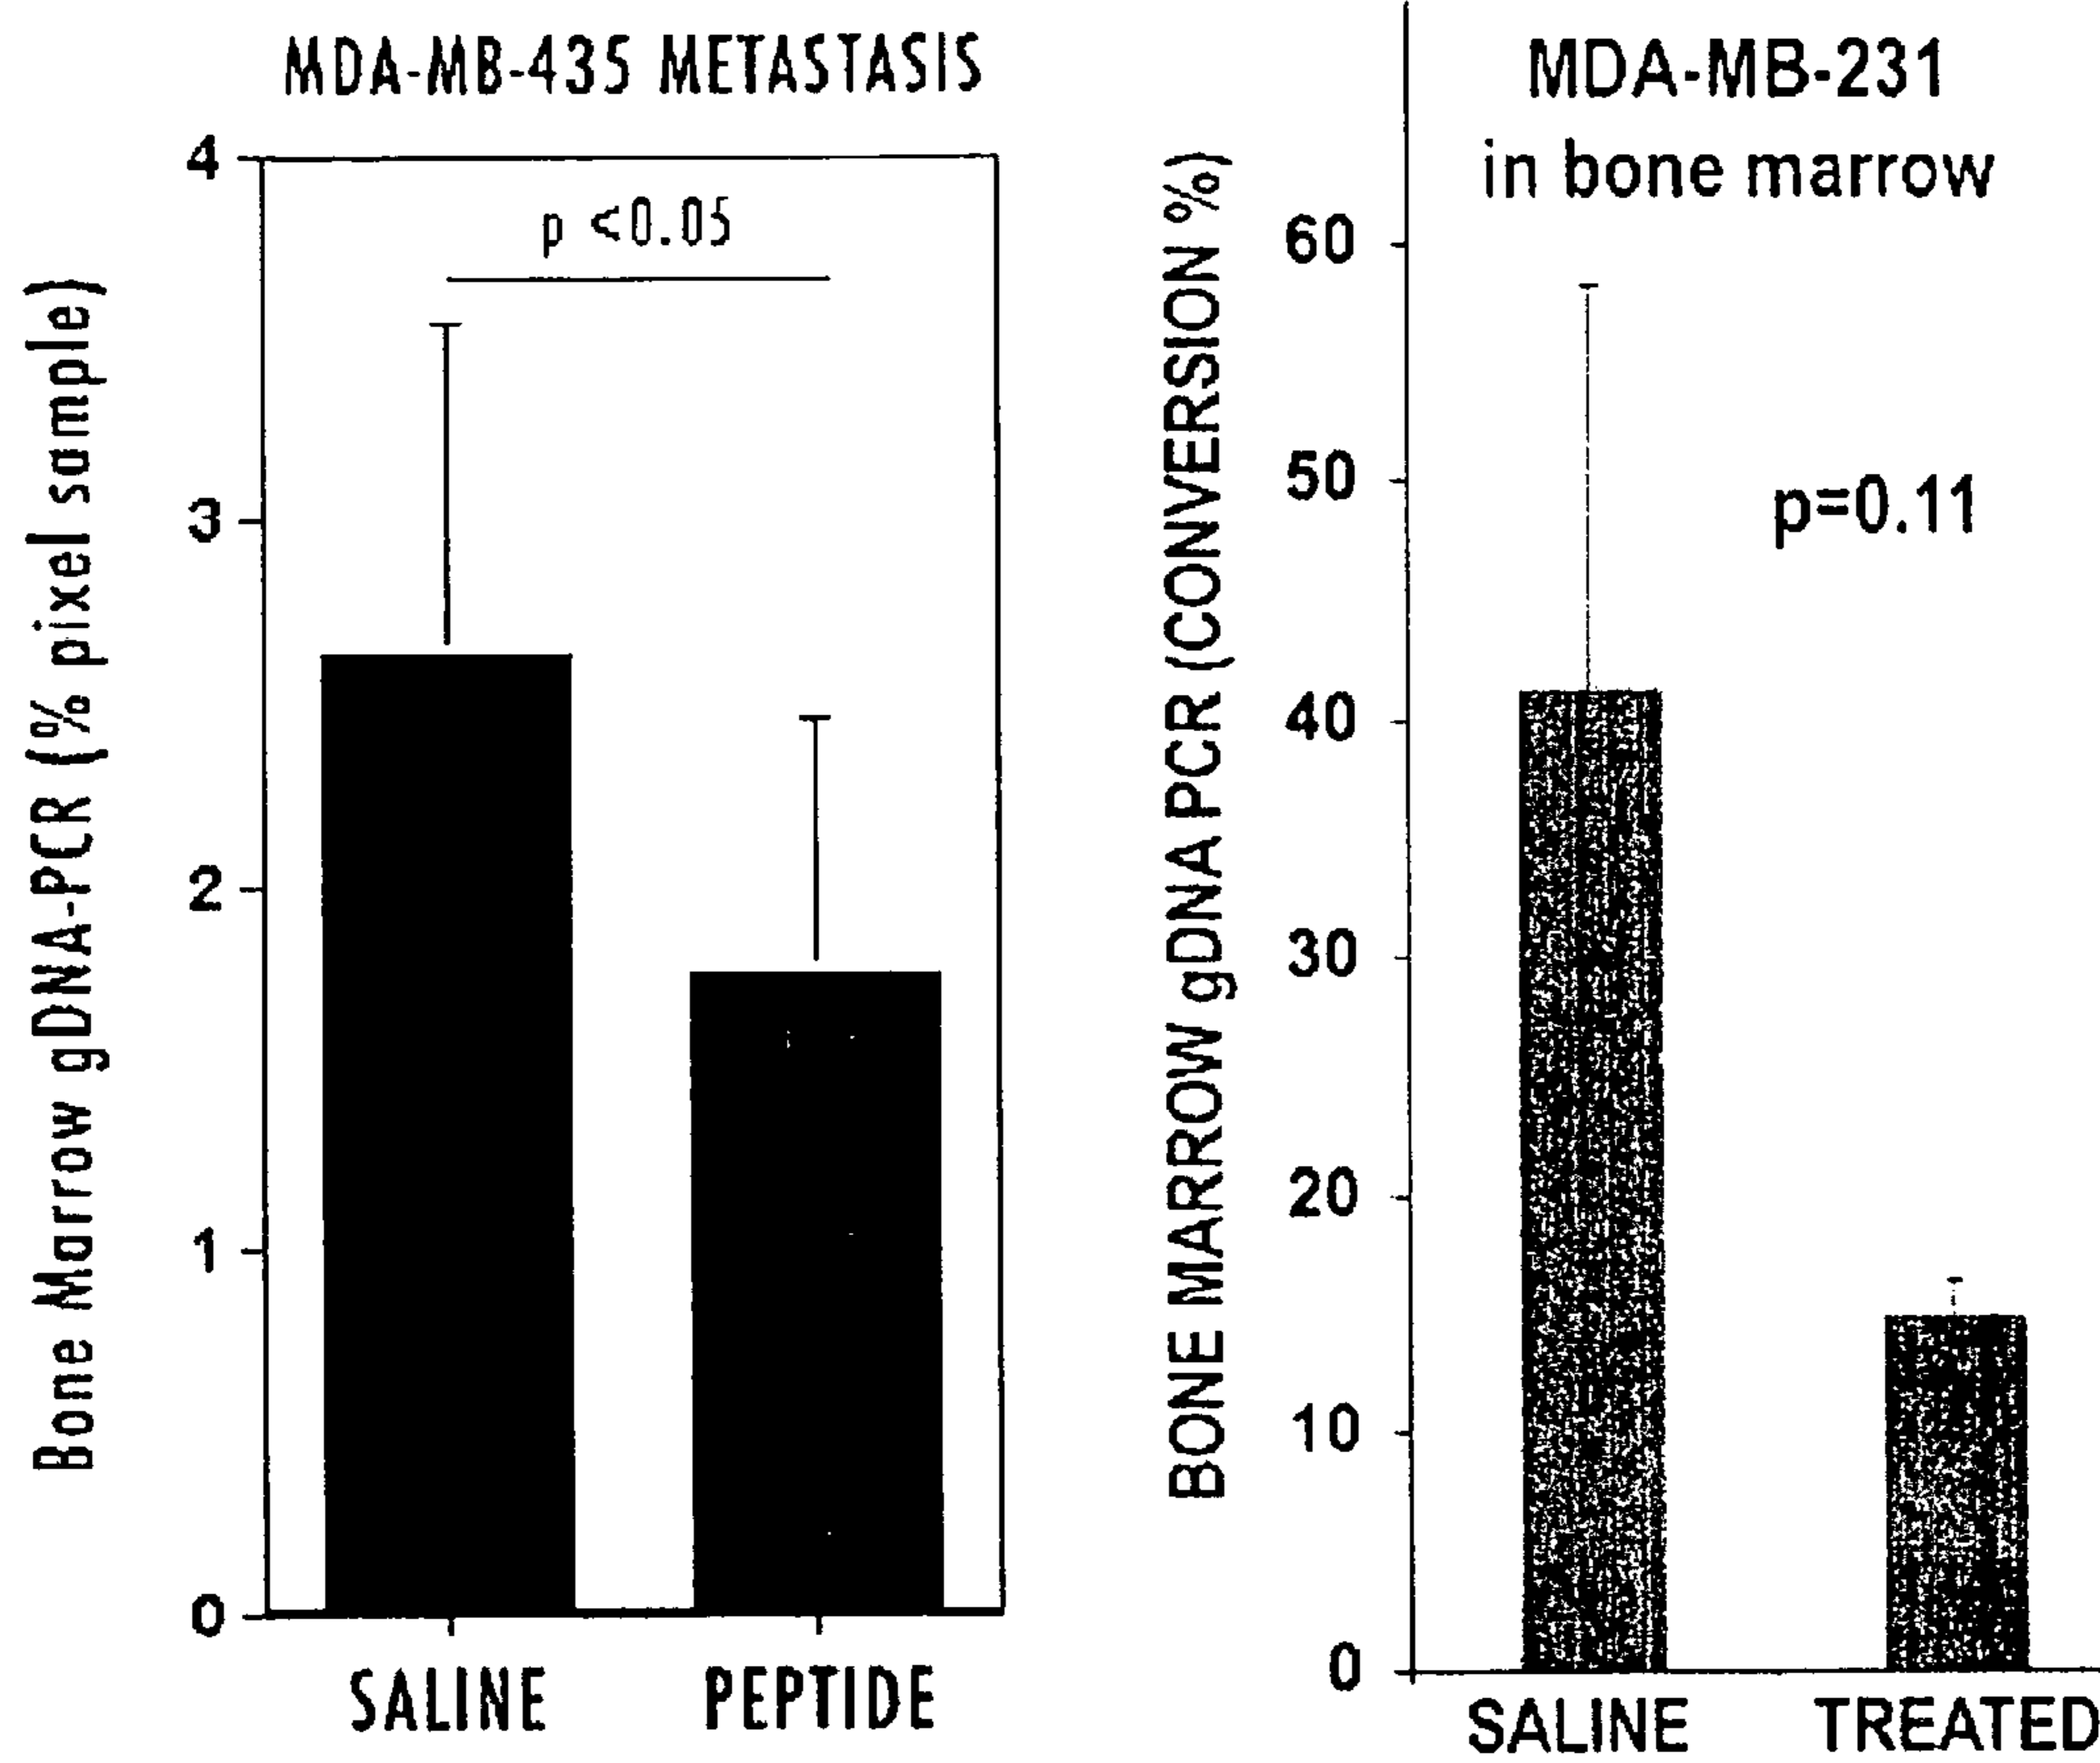 MDA-MB-435 METASTASIS
Bone Marrow gDNA-PCR (% pixel sample)
4
3
2
1
0
p <0.05
SALINE PEPTIDE
MDA-MB-231
in bone marrow
BONE MARROW gDNA PCR (CONVERSION %)
60
50
40
30
20
10
0
p=0.11
SALINE TREATED